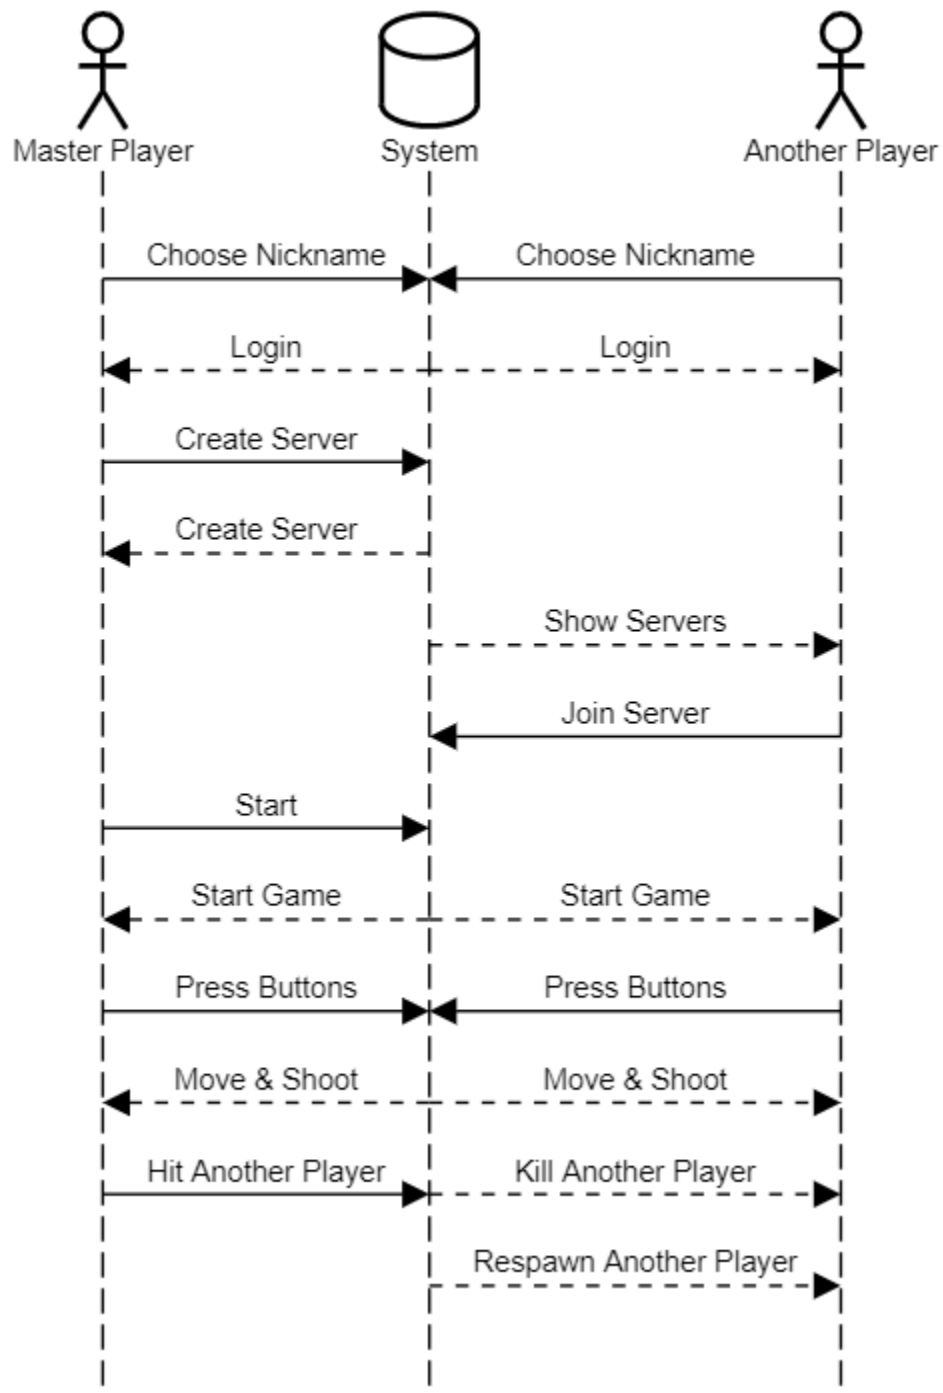 Master Player
System
Another Player
Choose Nickname
Choose Nickname
Login
Login
Create Server
Create Server
Show Servers
Join Server
Start
Start Game
Start Game
Press Buttons
Press Buttons
Move & Shoot
Move & Shoot
Hit Another Player
Kill Another Player
Respawn Another Player